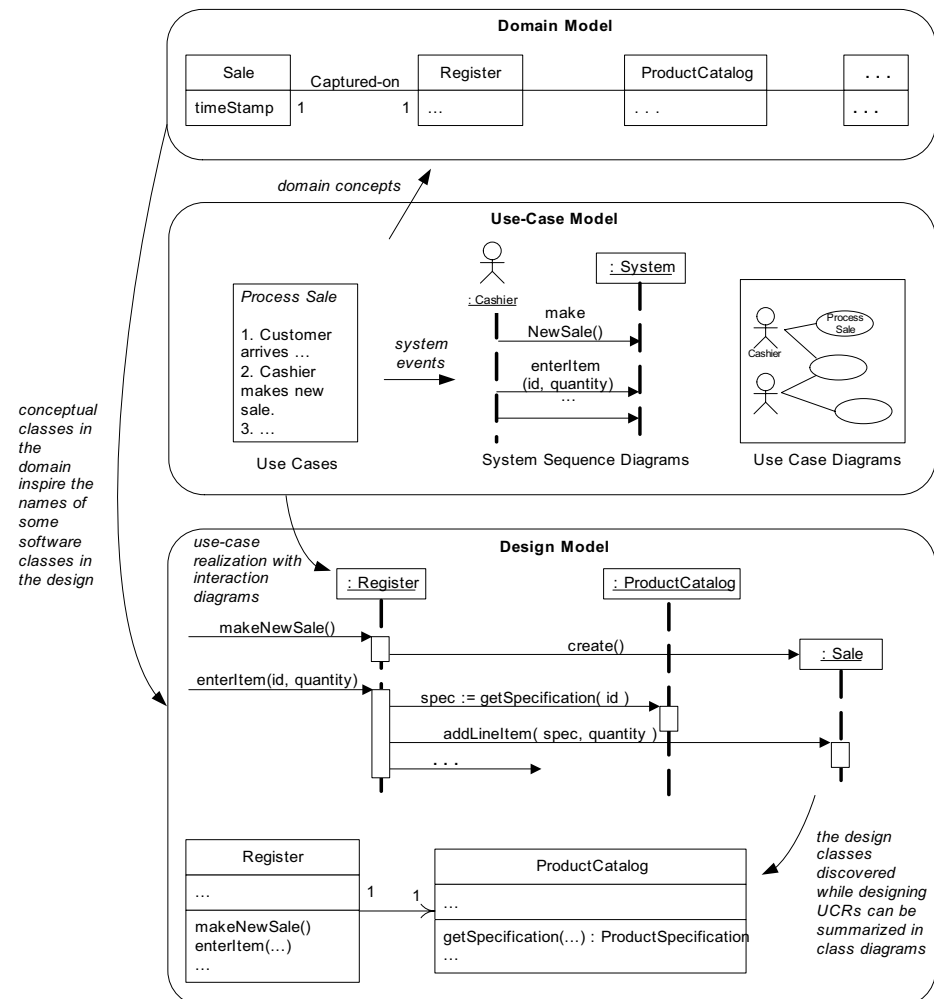 Domain Model
Sale
Captured-on
Register
ProductCatalog
. . .
timeStamp
1
1
...
. . .
...
domain concepts
Use-Case Model
: Cashier
: System
Process Sale
1. Customer
arrives ...
2. Cashier
makes new
sale.
3. ...
system
events
make
NewSale()
enterItem
(id, quantity)
...
Cashier
Process
Sale
Use Cases
System Sequence Diagrams
Use Case Diagrams
conceptual
classes in
the
domain
inspire the
names of
some
software
classes in
the design
Design Model
use-case
realization with
interaction
diagrams
: Register
: ProductCatalog
makeNewSale()
create()
: Sale
enterItem(id, quantity)
spec := getSpecification( id )
addLineItem( spec, quantity )
. . .
the design
classes
discovered
while designing
UCRs can be
summarized in
class diagrams
Register
...
makeNewSale()
enterItem(...)
...
1
1
ProductCatalog
...
getSpecification(...) : ProductSpecification
...